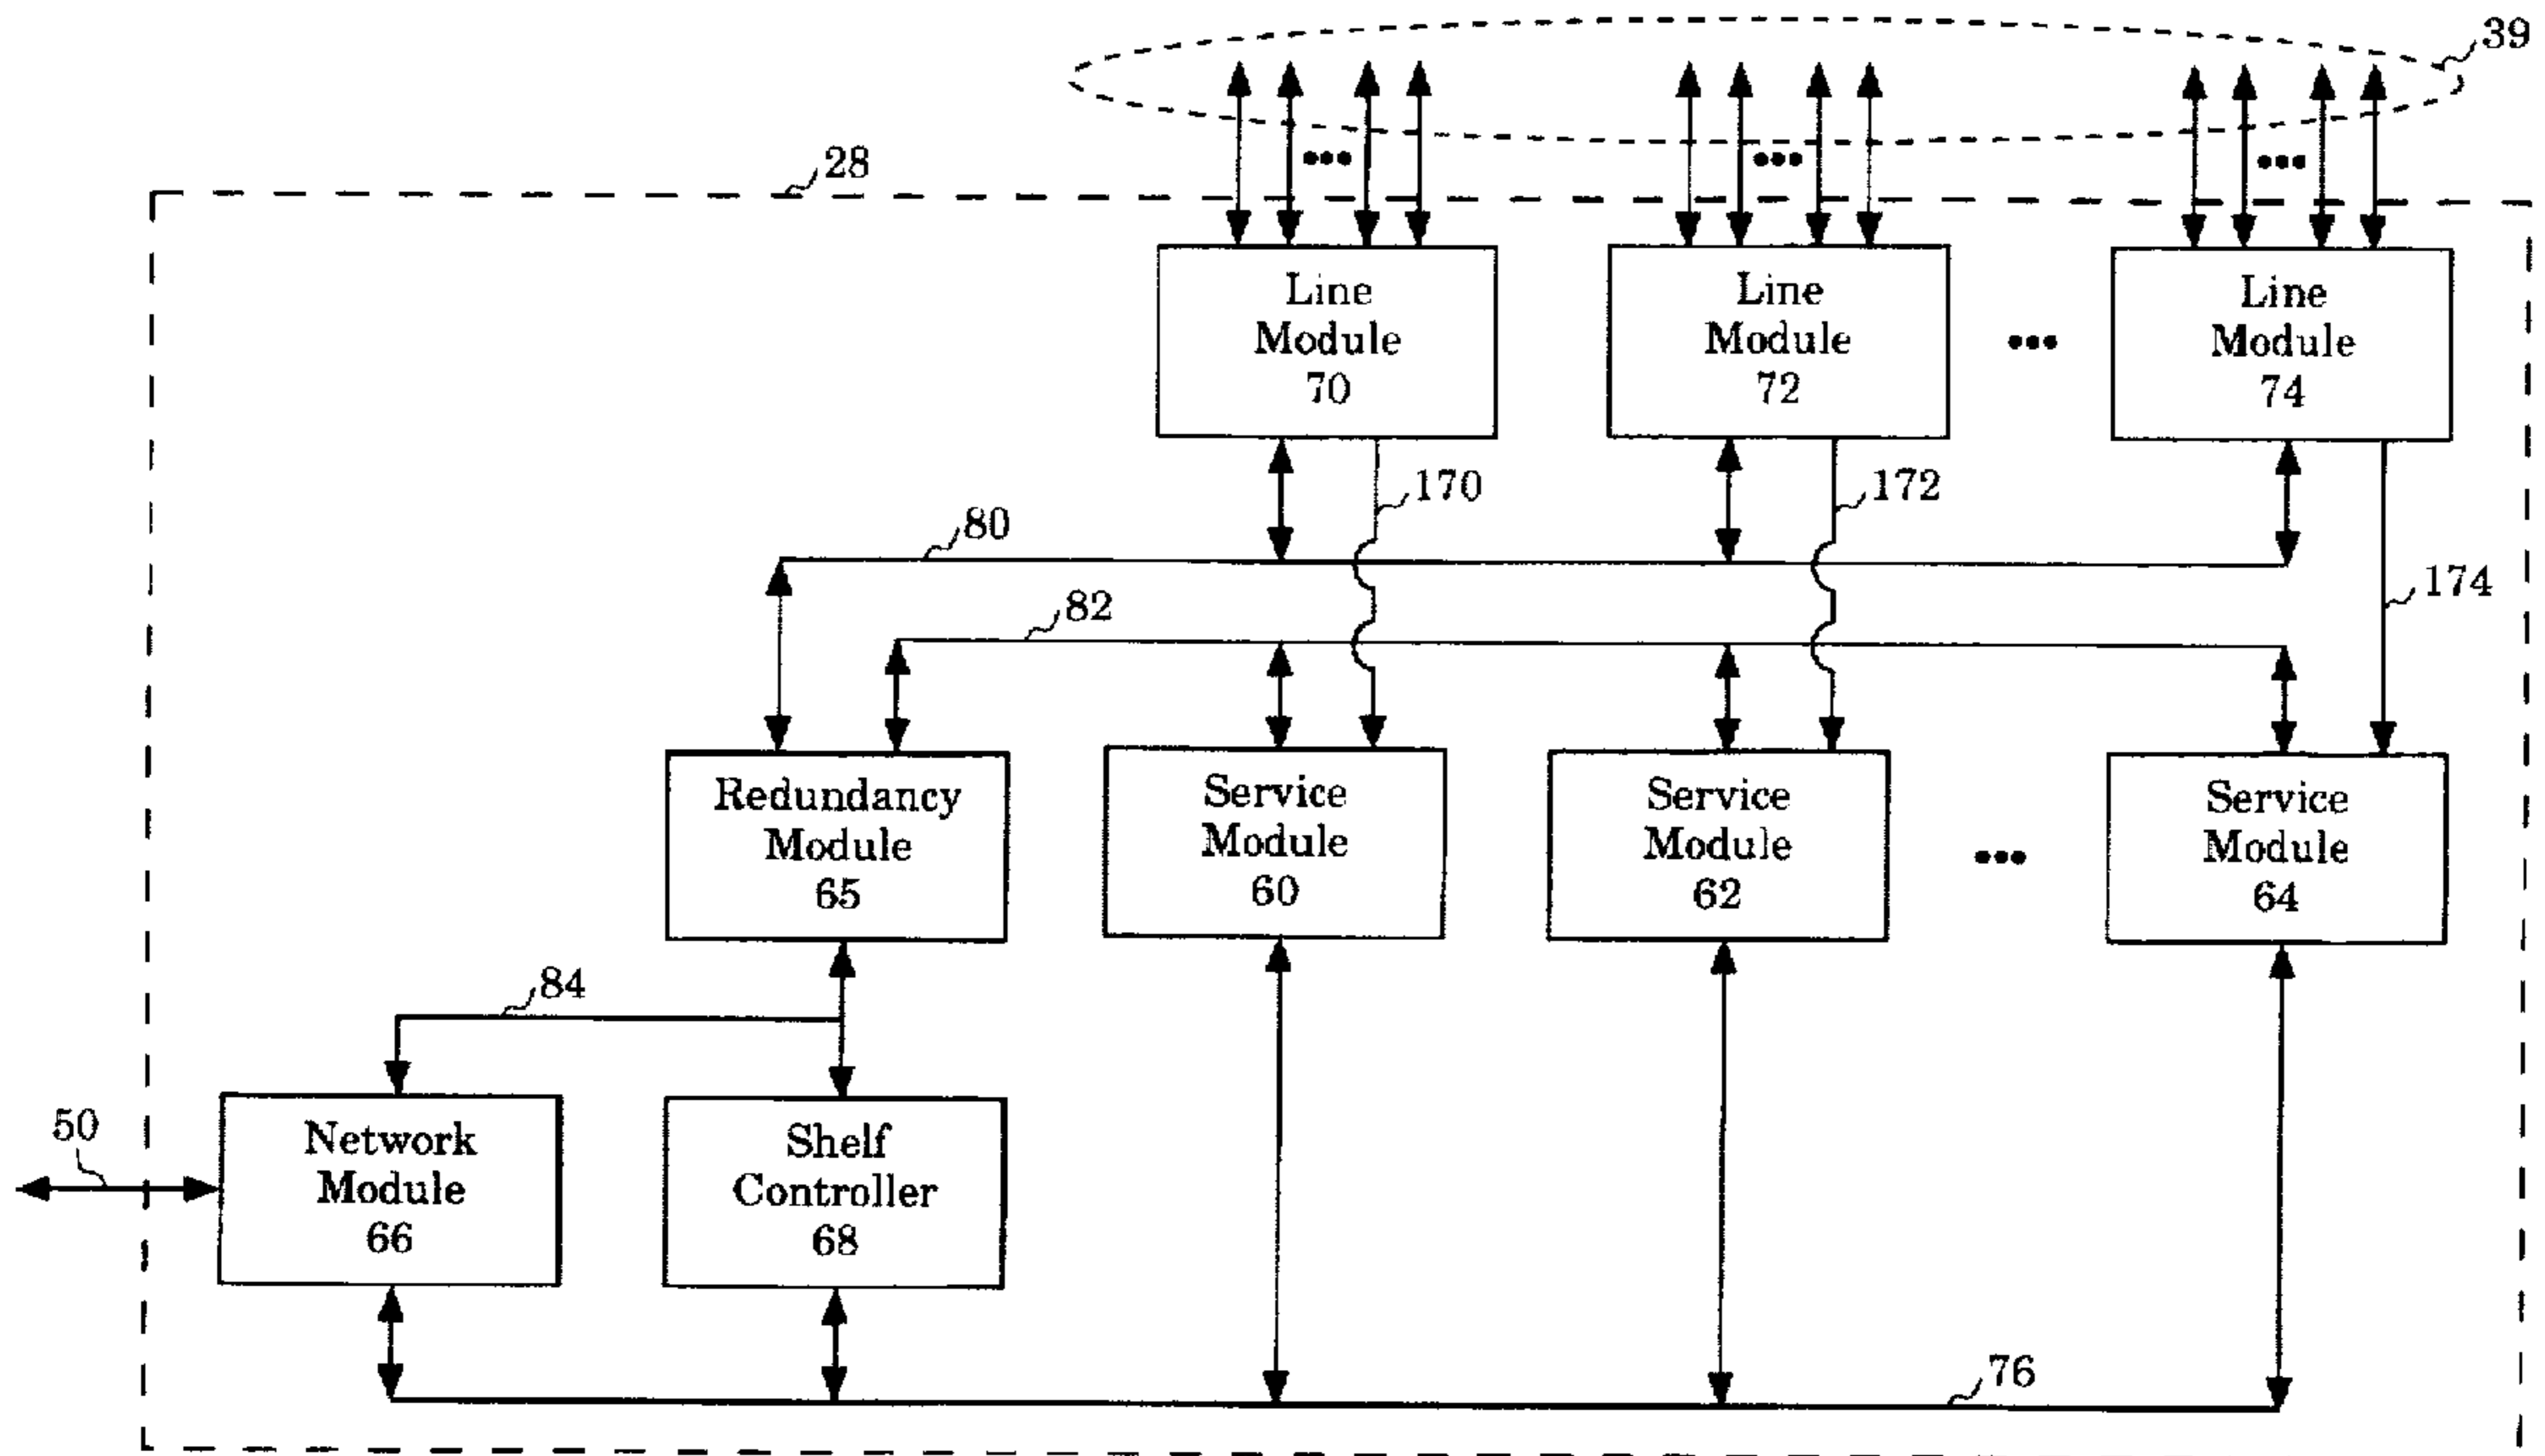 39
28
•••
•••
•••
Line
Module
70
Line
Module
72
•••
Line
Module
74
170
172
80
174
82
Redundancy
Module
65
Service
Module
60
Service
Module
62
•••
Service
Module
64
84
50
Network
Module
66
Shelf
Controller
68
76